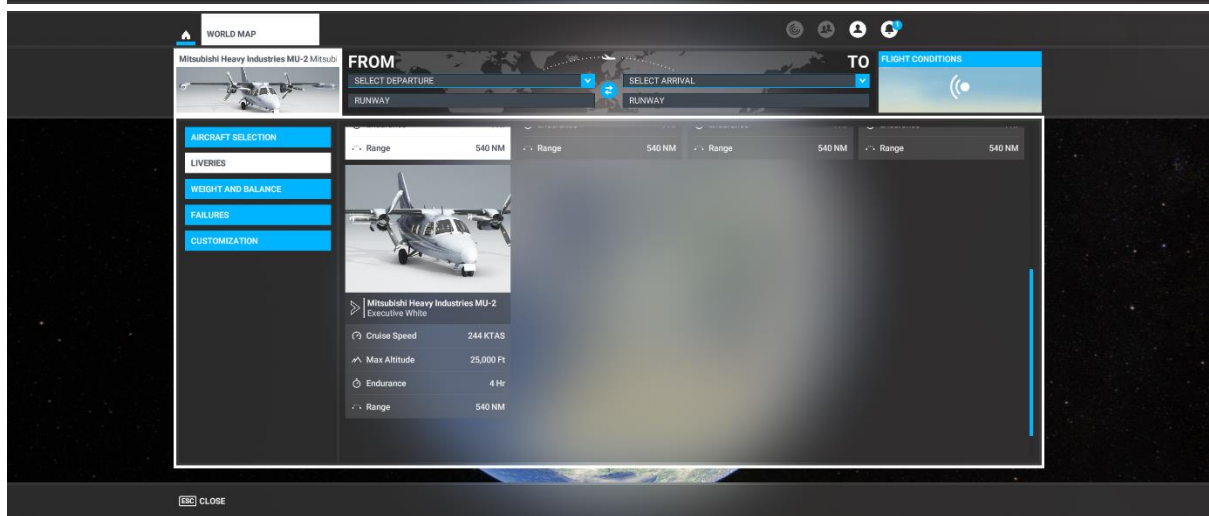 WORLD MAP
Mitsubishi Heavy Industries MU-2 Mitsubi
FROM
TO
FLIGHT CONDITIONS
SELECT DEPARTURE
SELECT ARRIVAL
RUNWAY
RUNWAY
AIRCRAFT SELECTION
LIVERIES
WEIGHT AND BALANCE
FAILURES
CUSTOMIZATION
Range 540 NM
Range 540 NM
Range 540 NM
Range 540 NM
Mitsubishi Heavy Industries MU-2
Executive White
Cruise Speed 244 KTAS
Max Altitude 25,000 Ft
Endurance 4 Hr
Range 540 NM
ESC CLOSE